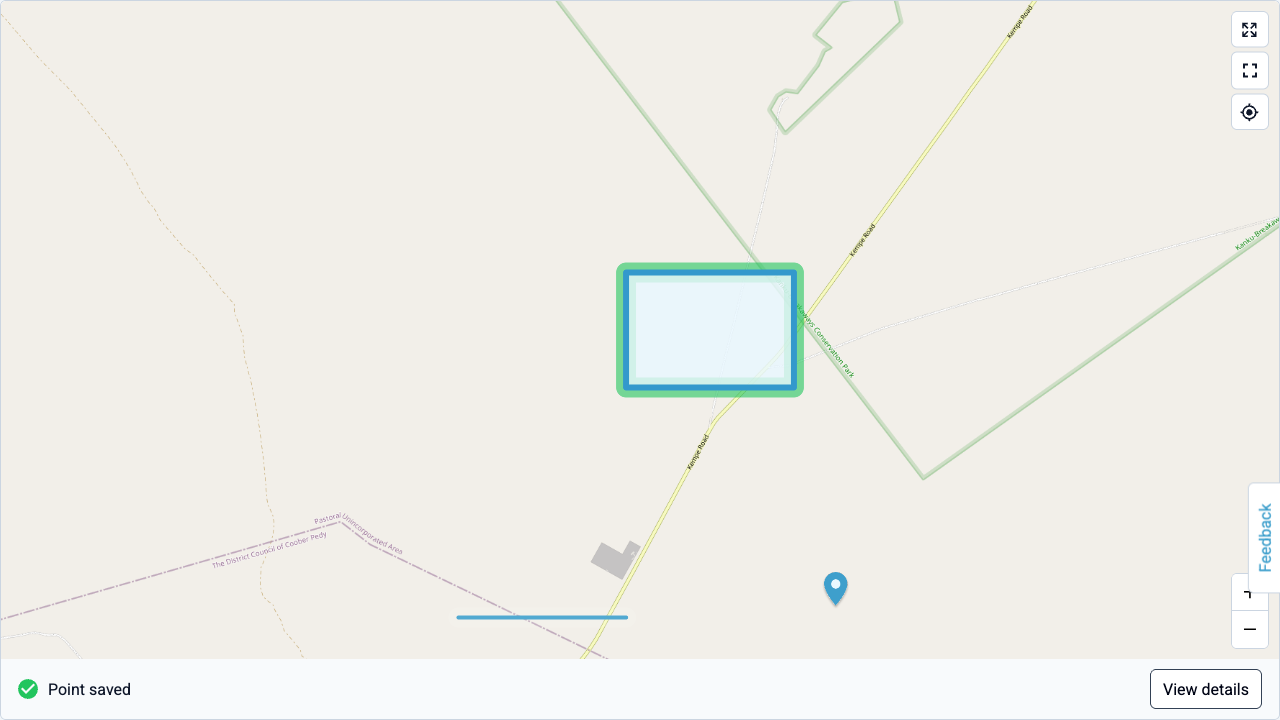 Kempe Road
Kempe Road
Conservation Park
Pastoral Unincorporated Area
The District Council of Coober Pedy
Kempe Road
Feedback
Point saved
View details